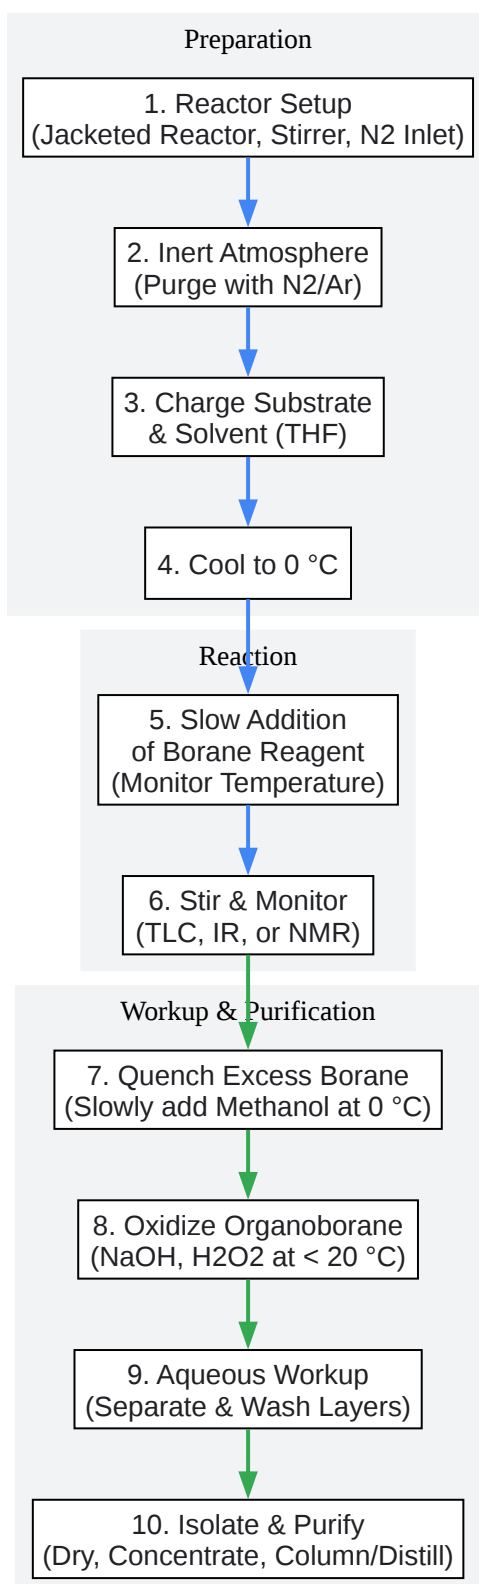 Preparation
1. Reactor Setup
(Jacketed Reactor, Stirrer, N2 Inlet)
2. Inert Atmosphere
(Purge with N2/Ar)
3. Charge Substrate
& Solvent (THF)
4. Cool to 0 °C
Reaction
5. Slow Addition
of Borane Reagent
(Monitor Temperature)
6. Stir & Monitor
(TLC, IR, or NMR)
Workup & Purification
7. Quench Excess Borane
(Slowly add Methanol at 0 °C)
8. Oxidize Organoborane
(NaOH, H2O2 at < 20 °C)
9. Aqueous Workup
(Separate & Wash Layers)
10. Isolate & Purify
(Dry, Concentrate, Column/Distill)